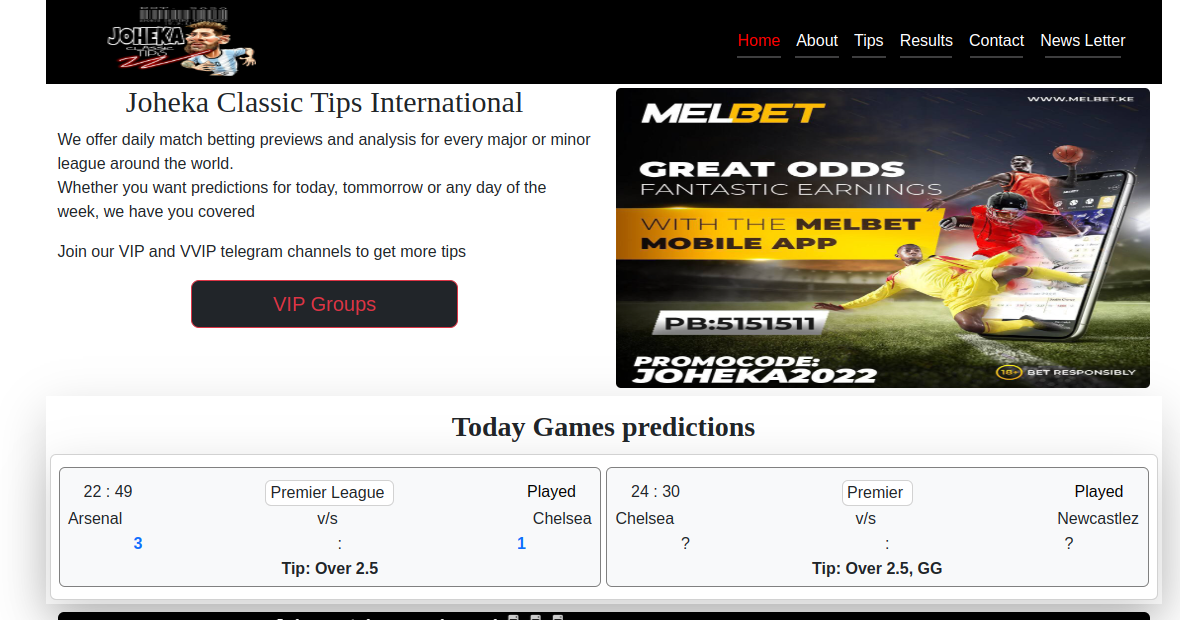 JOHEKA
CLASSIC
TIPS
Home About Tips Results Contact News Letter
Joheka Classic Tips International
We offer daily match betting previews and analysis for every major or minor
league around the world.
Whether you want predictions for today, tommorrow or any day of the
week, we have you covered
Join our VIP and VVIP telegram channels to get more tips
VIP Groups
MELBET
WWW.MELBET.KE
GREAT ODDS
FANTASTIC EARNINGS
WITH THE MELBET
MOBILE APP
PB:5151511
PROMOCODE:
JOHEKA2022
18+ BET RESPONSIBLY
Today Games predictions
22 : 49 Premier League Played
Arsenal v/s Chelsea
3 : 1
Tip: Over 2.5
24 : 30 Premier Played
Chelsea v/s Newcastlez
? : ?
Tip: Over 2.5, GG